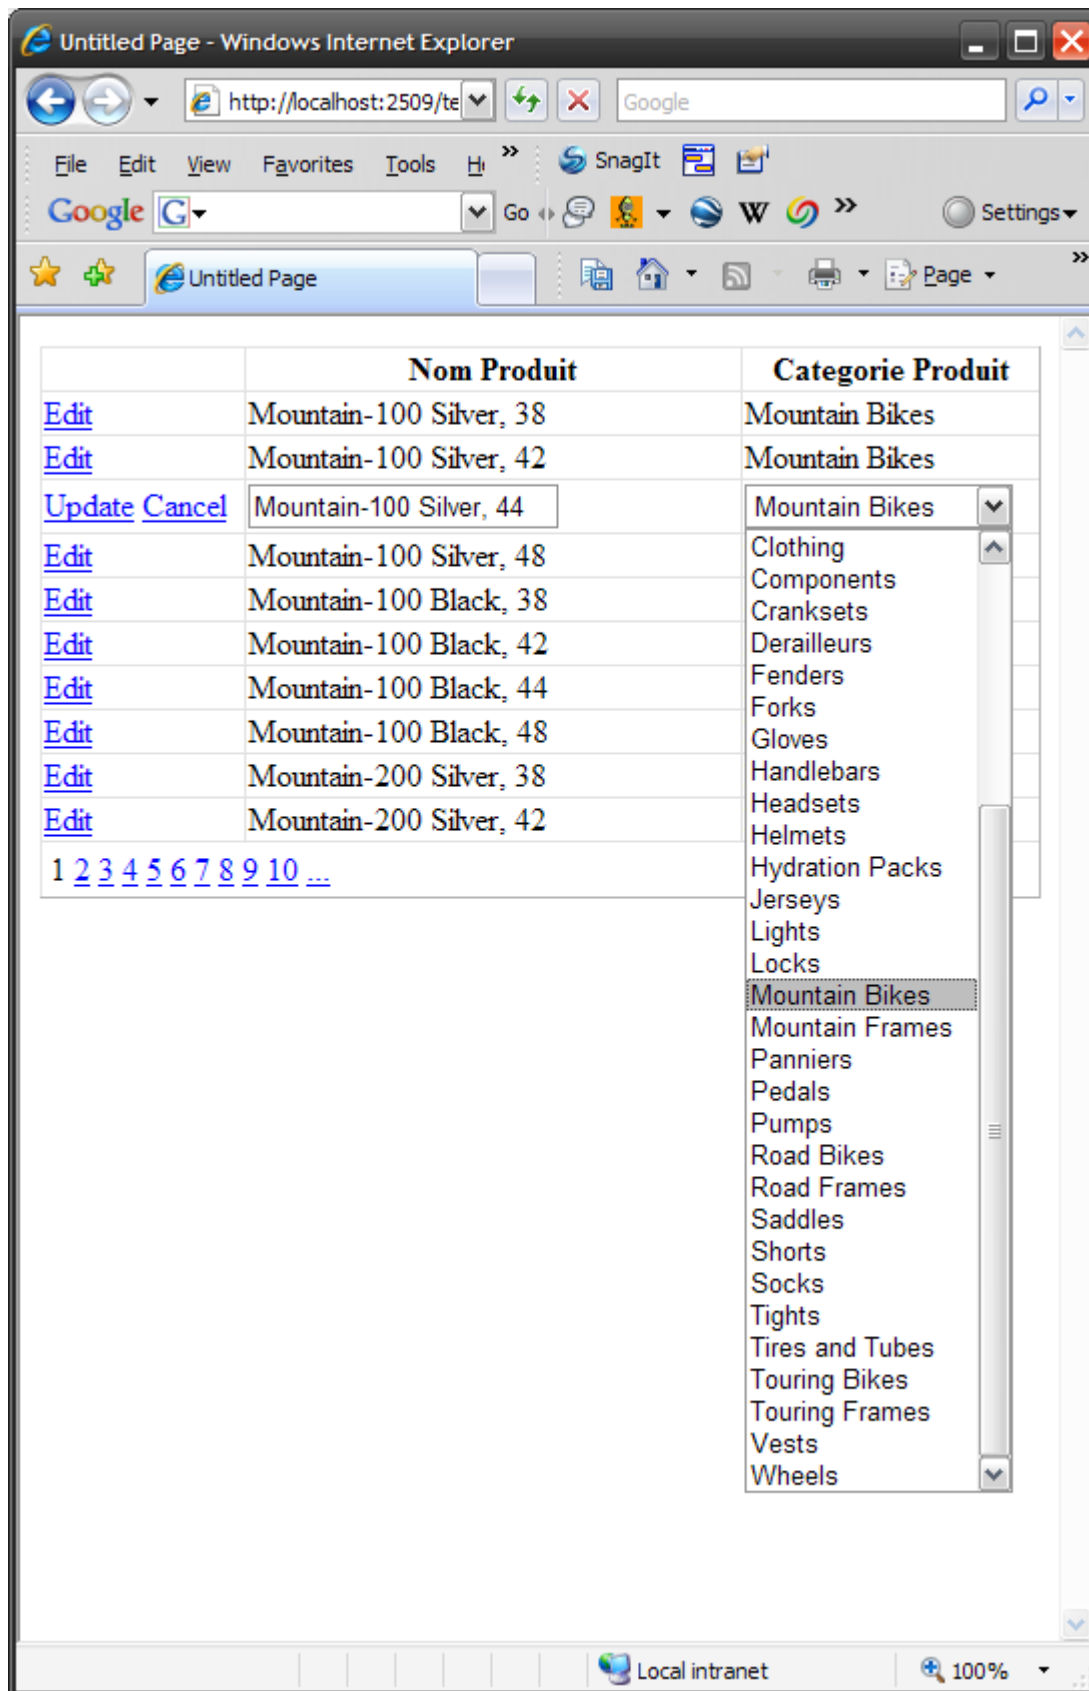 Untitled Page - Windows Internet Explorer
http://localhost:2509/te Google
File Edit View Favorites Tools SnagIt
Google G Go W Settings
Untitled Page Page
Nom Produit Categorie Produit
Edit Mountain-100 Silver, 38 Mountain Bikes
Edit Mountain-100 Silver, 42 Mountain Bikes
Update Cancel Mountain-100 Silver, 44 Mountain Bikes
Edit Mountain-100 Silver, 48
Edit Mountain-100 Black, 38
Edit Mountain-100 Black, 42
Edit Mountain-100 Black, 44
Edit Mountain-100 Black, 48
Edit Mountain-200 Silver, 38
Edit Mountain-200 Silver, 42
1 2 3 4 5 6 7 8 9 10 ...
Clothing
Components
Cranksets
Derailleurs
Fenders
Forks
Gloves
Handlebars
Headsets
Helmets
Hydration Packs
Jerseys
Lights
Locks
Mountain Bikes
Mountain Frames
Panniers
Pedals
Pumps
Road Bikes
Road Frames
Saddles
Shorts
Socks
Tights
Tires and Tubes
Touring Bikes
Touring Frames
Vests
Wheels
Local intranet 100%